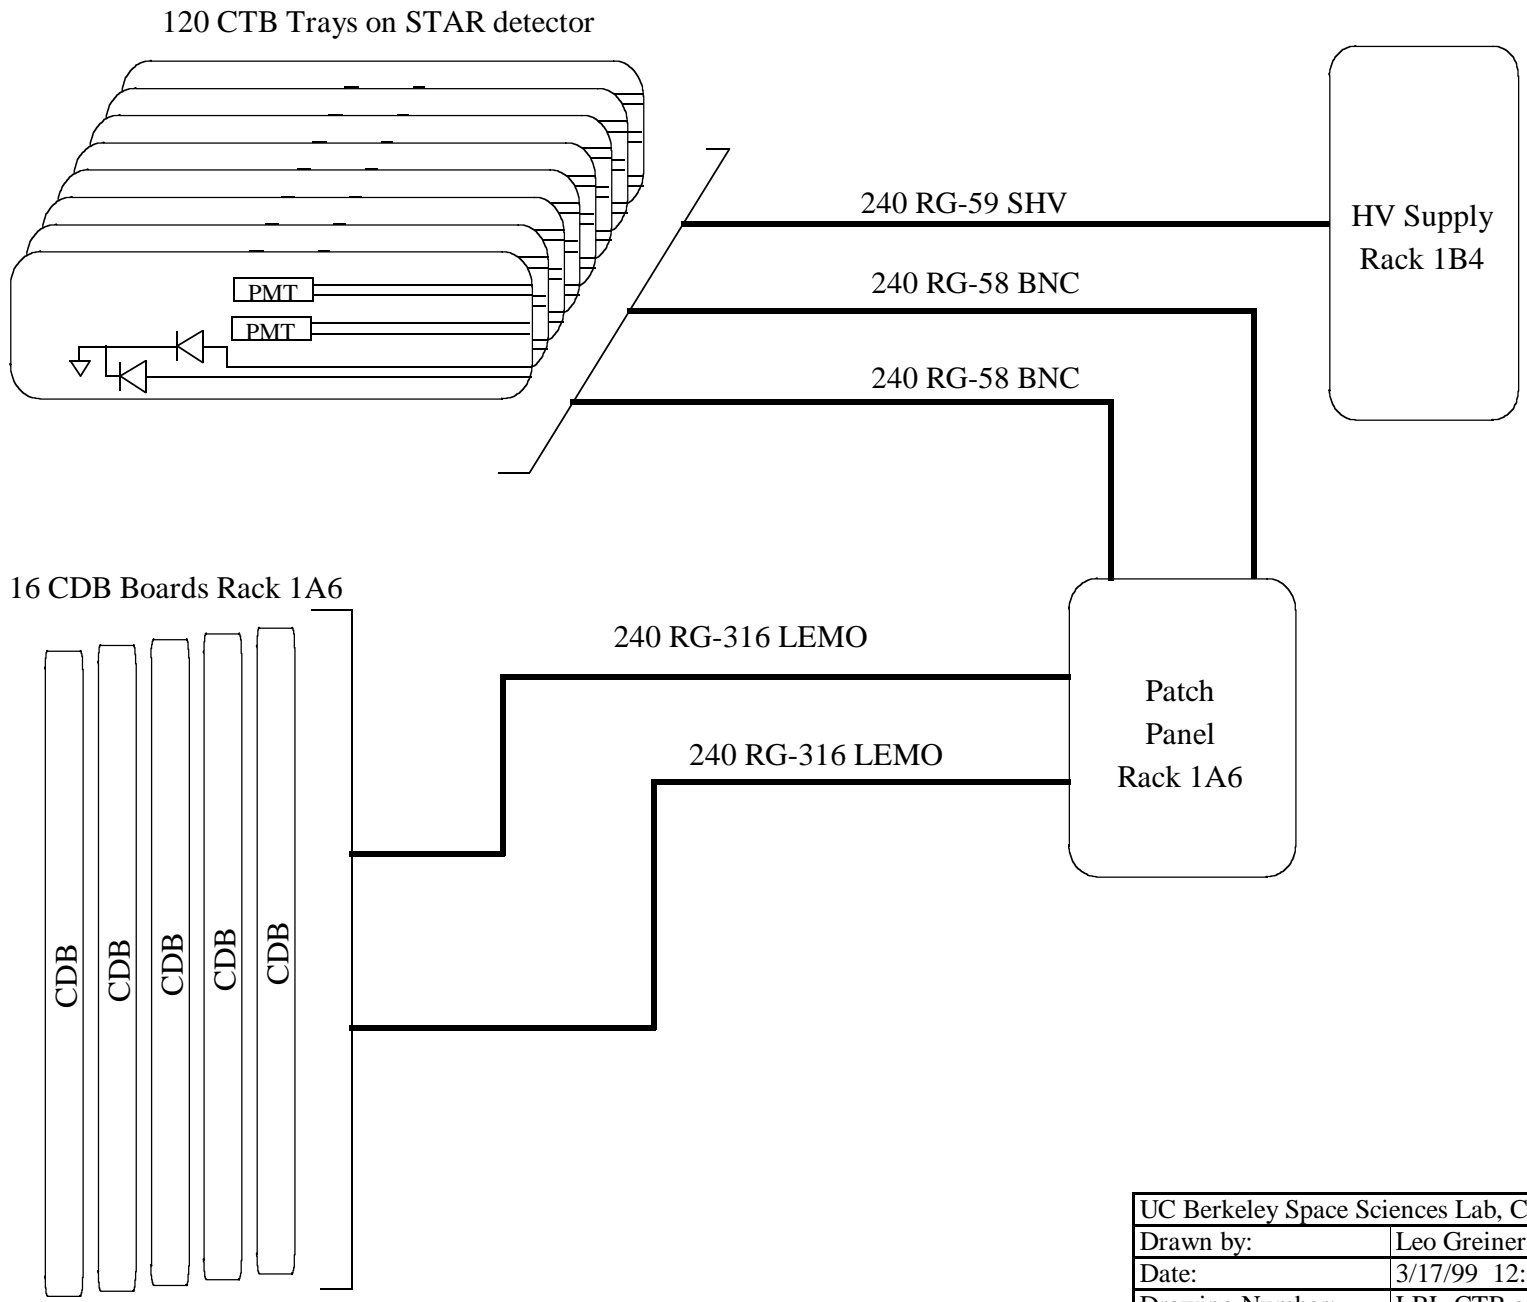 120 CTB Trays on STAR detector
240 RG-59 SHV
HV Supply
Rack 1B4
240 RG-58 BNC
PMT
PMT
240 RG-58 BNC
16 CDB Boards Rack 1A6
240 RG-316 LEMO
Patch
Panel
Rack 1A6
240 RG-316 LEMO
CDB
CDB
CDB
CDB
CDB
UC Berkeley Space Sciences Lab, C
Drawn by: Leo Greiner
Date: 3/17/99 12: